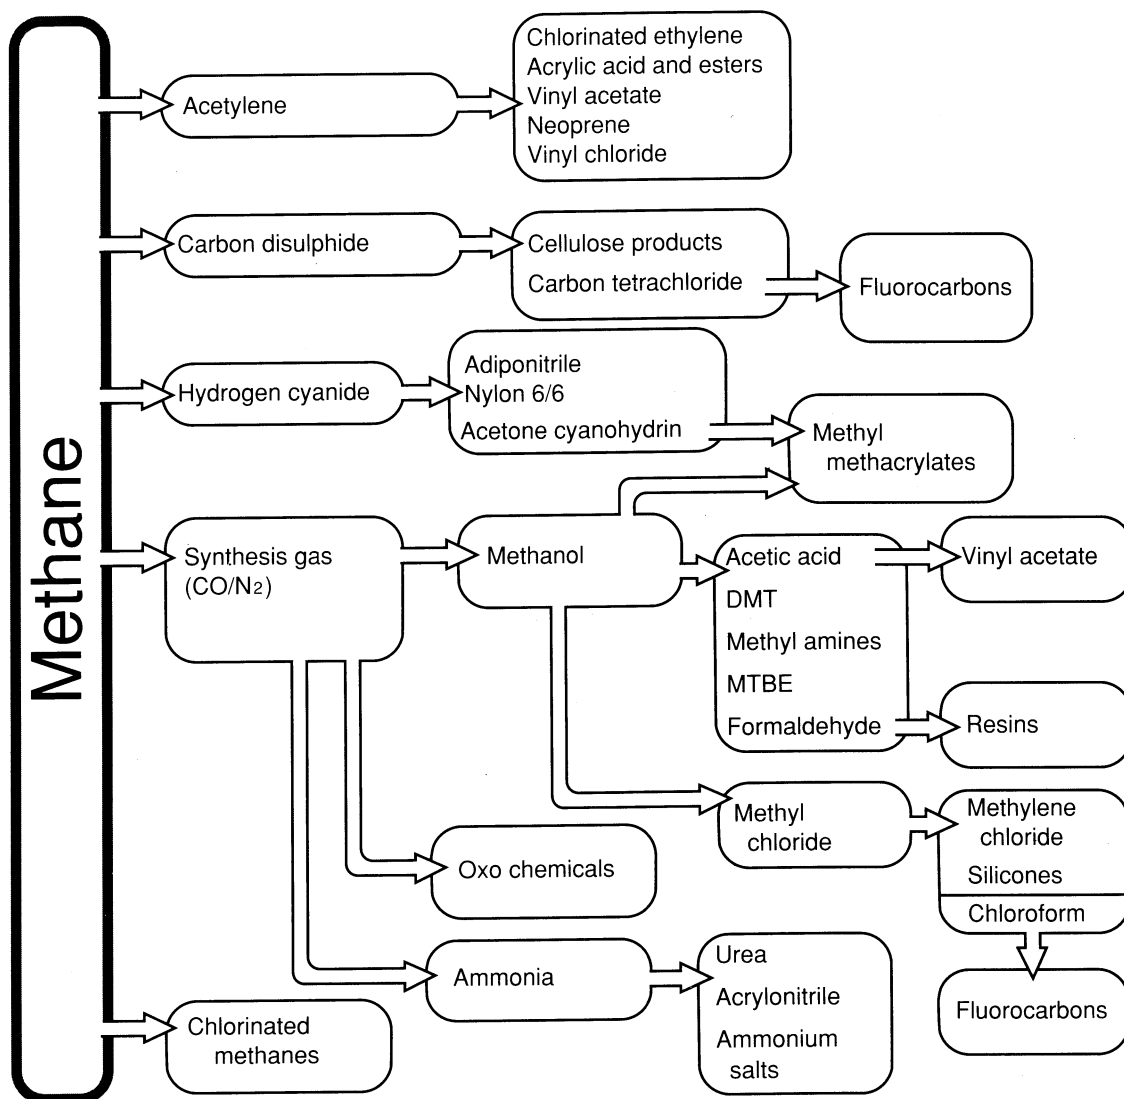 Methane
Acetylene
Chlorinated ethylene
Acrylic acid and esters
Vinyl acetate
Neoprene
Vinyl chloride
Carbon disulphide
Cellulose products
Carbon tetrachloride
Fluorocarbons
Hydrogen cyanide
Adiponitrile
Nylon 6/6
Acetone cyanohydrin
Methyl
methacrylates
Synthesis gas
(CO/N2)
Methanol
Acetic acid
DMT
Methyl amines
MTBE
Formaldehyde
Vinyl acetate
Resins
Methyl
chloride
Methylene
chloride
Silicones
Chloroform
Fluorocarbons
Oxo chemicals
Ammonia
Urea
Acrylonitrile
Ammonium
salts
Chlorinated
methanes